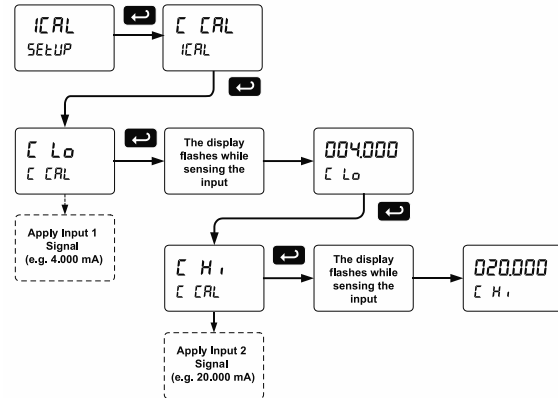 ICAL
SEtUP
C CAL
ICAL
C Lo
C CAL
The display
flashes while
sensing the
input
004.000
C Lo
Apply Input 1
Signal
(e.g. 4.000 mA)
C Hi
C CAL
The display
flashes while
sensing the
input
020.000
C Hi
Apply Input 2
Signal
(e.g. 20.000 mA)